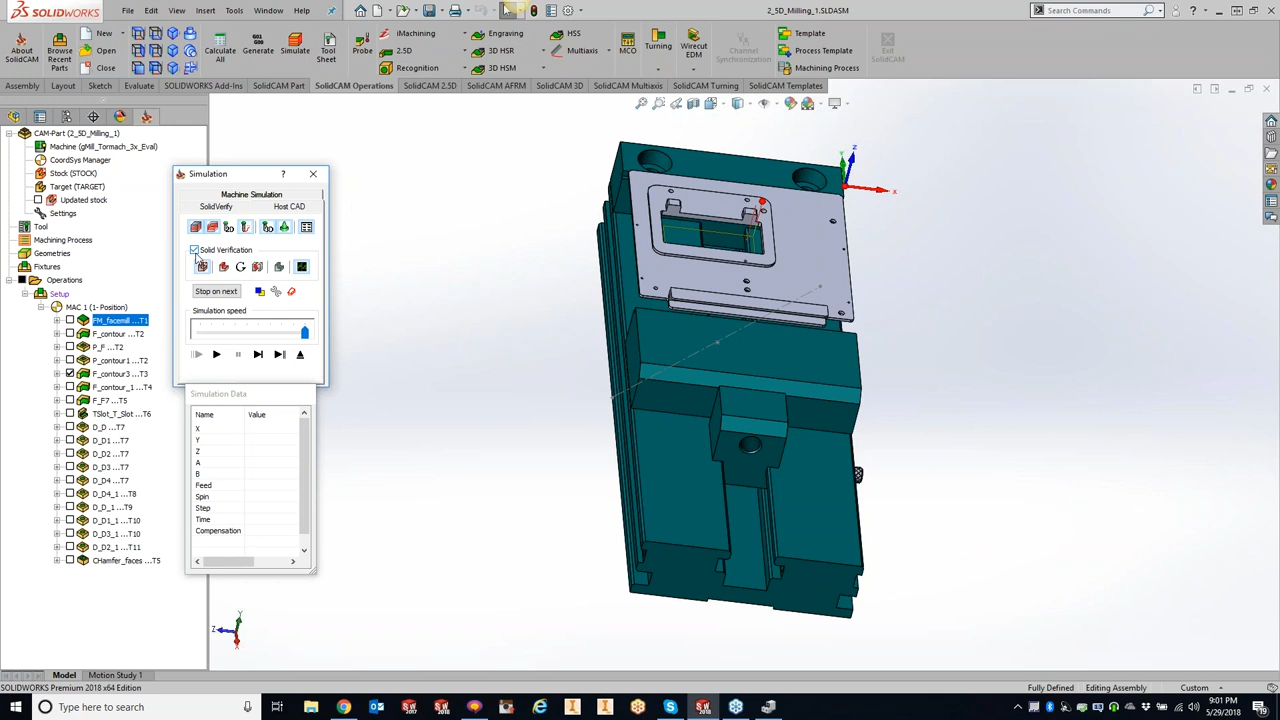 SOLIDWORKS
File Edit View Insert Tools Window Help
2_5D_Milling_1.SLDASM
Search Commands
About SolidCAM
Browse Recent Parts
New
Open
Close
Calculate All
Generate
Simulate
Tool Sheet
Probe
iMachining
2.5D
Recognition
Engraving
3D HSR
3D HSM
HSS
Multiaxis
MCO
Turning
Wirecut EDM
Channel Synchronization
Template
Process Template
Machining Process
Exit SolidCAM
Assembly Layout Sketch Evaluate SOLIDWORKS Add-Ins SolidCAM Part SolidCAM Operations SolidCAM AFRM SolidCAM 2.5D SolidCAM 3D SolidCAM Multiaxis SolidCAM Turning SolidCAM Templates
CAM-Part (2_5D_Milling_1)
Machine (gMill_Tormach_3x_Eval)
CoordSys Manager
Stock (STOCK)
Target (TARGET)
Updated stock
Settings
Tool
Machining Process
Geometries
Fixtures
Operations
Setup
MAC 1 (1- Position)
FM_facemill ...T1
F_contour ...T2
P_F ...T2
P_contour1 ...T2
F_contour3 ...T3
F_contour_1 ...T4
F_F7 ...T5
TSlot_T_Slot ...T6
D_D ...T7
D_D1 ...T7
D_D2 ...T7
D_D3 ...T7
D_D4 ...T7
D_D4_1 ...T8
D_D_1 ...T9
D_D1_1 ...T10
D_D3_1 ...T10
D_D2_1 ...T11
CHamfer_faces ...T5
Simulation
Machine Simulation
SolidVerify Host CAD
Solid Verification
Stop on next
Simulation speed
Simulation Data
Name Value
X
Y
Z
A
B
Feed
Spin
Step
Time
Compensation
Y
Z
X
Z
Y
Model Motion Study 1
SOLIDWORKS Premium 2018 x64 Edition
Fully Defined Editing Assembly Custom
Type here to search
9:01 PM
5/29/2018